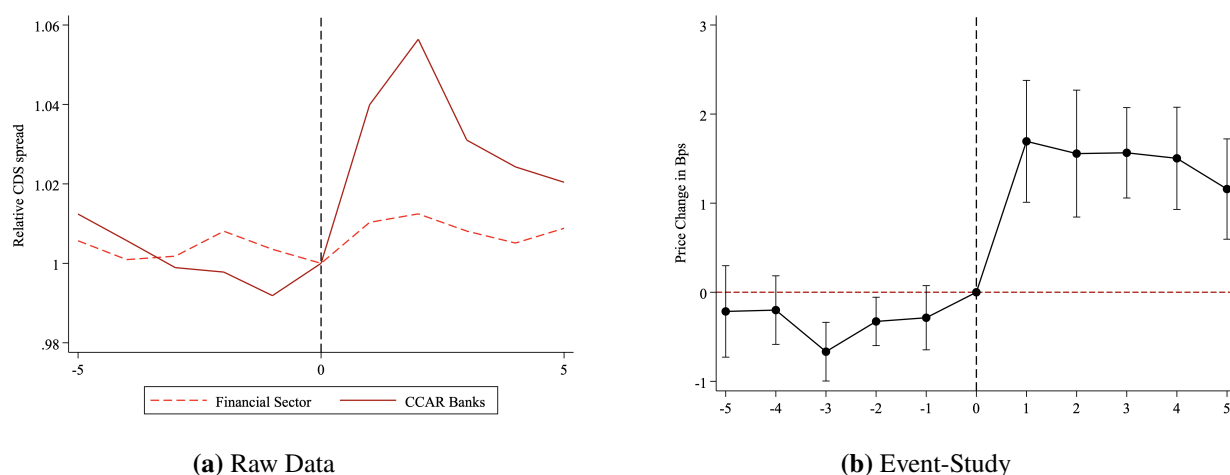 1.06
1.04
1.02
1
.98
Relative CDS spread
-5
0
5
Financial Sector
CCAR Banks
(a) Raw Data
3
2
1
0
-1
Price Change in Bps
-5 -4 -3 -2 -1 0 1 2 3 4 5
(b) Event-Study